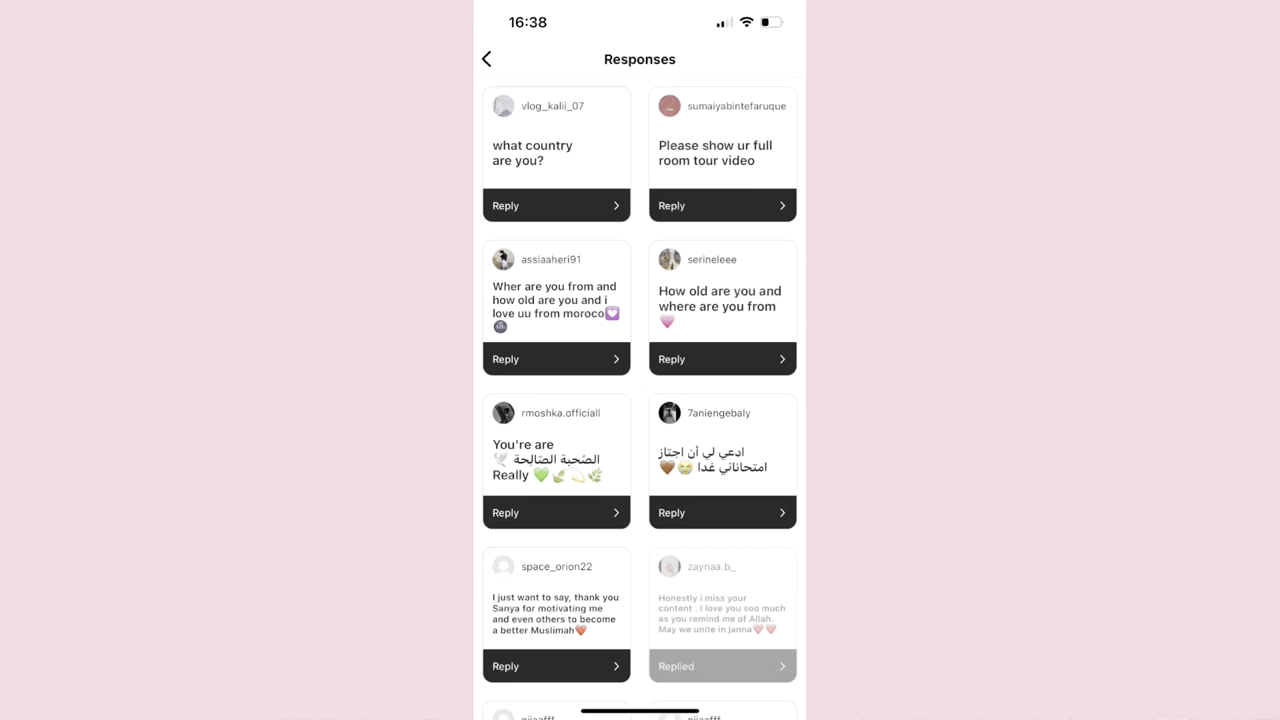 16:38
Responses
vlog_kalii_07
what country
are you?
Reply
sumaiyabintefaruque
Please show ur full
room tour video
Reply
assiaaheri91
Wher are you from and
how old are you and i
love uu from moroco💟
🎑
Reply
serineleee
How old are you and
where are you from
💗
Reply
rmoshka.officiall
You're are
الصُحبة الصَالِحة 🕊
Really 💚🍃💫🌿
Reply
7aniengebaly
ادعي لي أن اجتاز
امتحاناتي غدا 😭🤎
Reply
space_orion22
I just want to say, thank you
Sanya for motivating me
and even others to become
a better Muslimah❤️
Reply
zaynaa.b_
Honestly i miss your
content . I love you soo much
as you remind me of Allah.
May we unite in janna❤️❤️
Replied